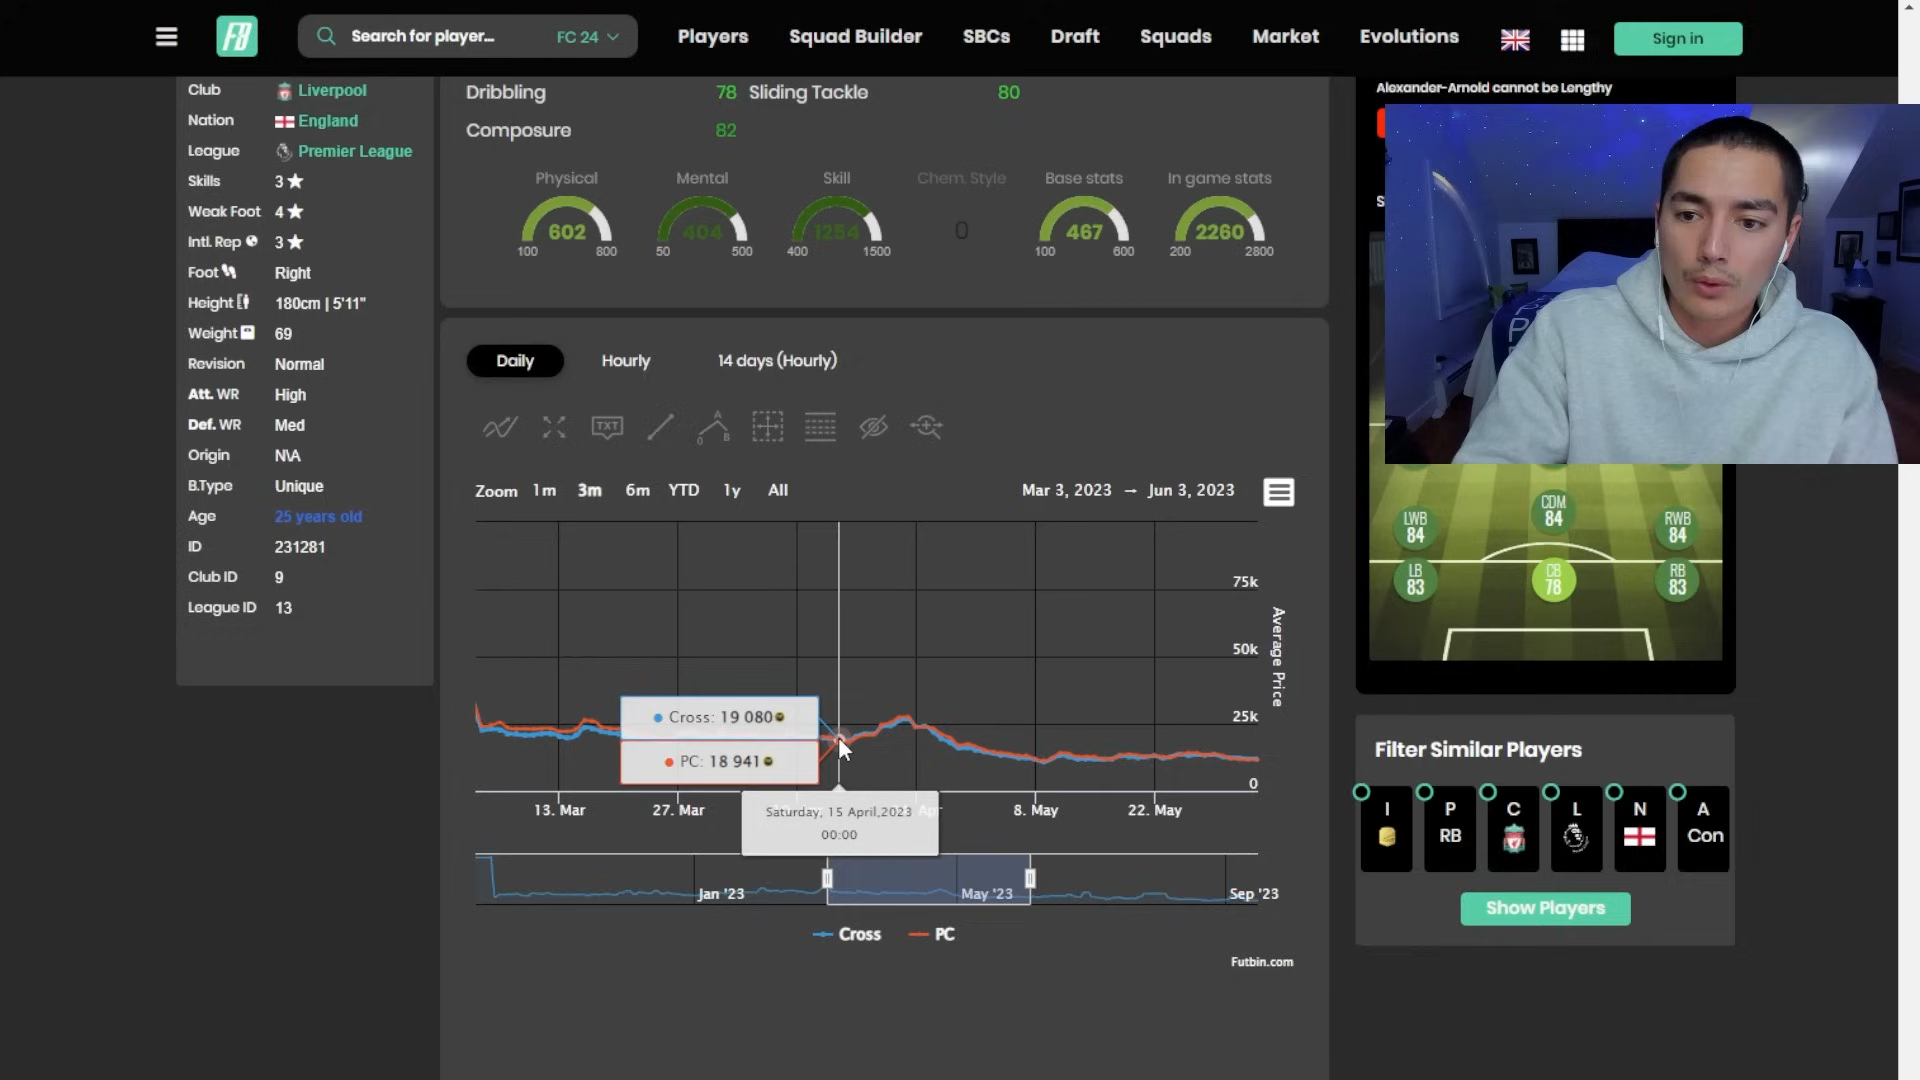 FB Search for player... FC 24 Players Squad Builder SBCs Draft Squads Market Evolutions Sign in
Club Liverpool
Nation England
League Premier League
Skills 3
Weak Foot 4
Intl. Rep 3
Foot Right
Height 180cm | 5'11"
Weight 69
Revision Normal
Att. WR High
Def. WR Med
Origin N\A
B.Type Unique
Age 25 years old
ID 231281
Club ID 9
League ID 13
Dribbling 78 Sliding Tackle 80
Composure 82
Physical Mental Skill Chem. Style Base stats In game stats
602 404 1254 0 467 2260
100 800 50 500 400 1500 100 600 200 2800
Daily Hourly 14 days (Hourly)
TXT A 0 B
Zoom 1m 3m 6m YTD 1y All Mar 3, 2023 → Jun 3, 2023
75k
50k
25k
0
Average Price
Cross: 19 080
PC: 18 941
13. Mar 27. Mar Apr 8. May 22. May
Saturday, 15 April,2023
00:00
Jan '23 May '23 Sep '23
Cross PC
Futbin.com
Alexander-Arnold cannot be Lengthy
S
LWB 84
CDM 84
RWB 84
LB 83
CB 78
RB 83
Filter Similar Players
I P C L N A
RB Con
Show Players